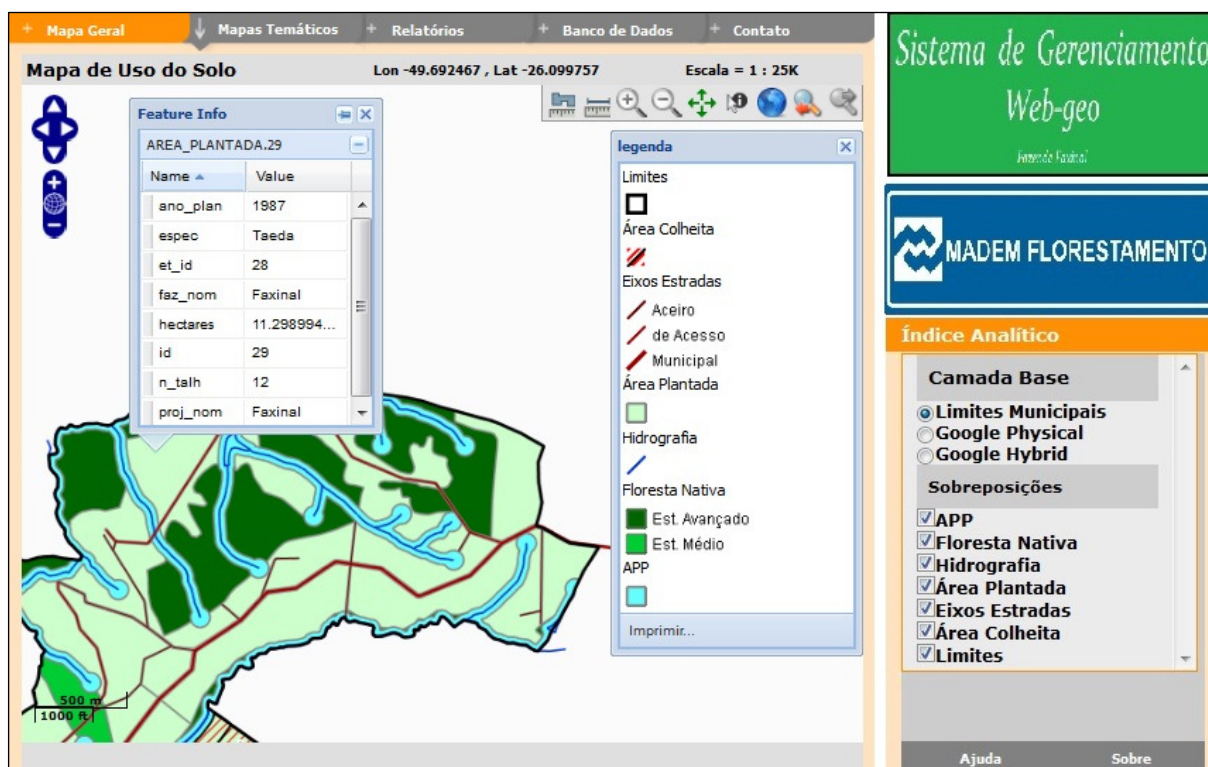 + Mapa Geral
Mapas Temáticos
+ Relatórios
+ Banco de Dados
+ Contato
Mapa de Uso do Solo
Lon -49.692467 , Lat -26.099757
Escala = 1 : 25K
Feature Info
AREA_PLANTADA.29
Name Value
ano_plan 1987
espec Taeda
et_id 28
faz_nom Faxinal
hectares 11.298994...
id 29
n_talh 12
proj_nom Faxinal
500 m
1000 ft
legenda
Limites
Área Colheita
Eixos Estradas
Aceiro
de Acesso
Municipal
Área Plantada
Hidrografia
Floresta Nativa
Est. Avançado
Est. Médio
APP
Imprimir...
Sistema de Gerenciamento
Web-geo
Fazenda Faxinal
MADEM FLORESTAMENTO
Índice Analítico
Camada Base
Limites Municipais
Google Physical
Google Hybrid
Sobreposições
APP
Floresta Nativa
Hidrografia
Área Plantada
Eixos Estradas
Área Colheita
Limites
Ajuda
Sobre